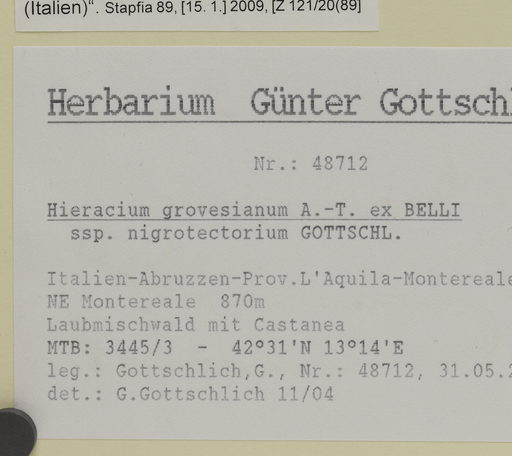 (Italien)“. Stapfia 89, [15. 1.] 2009, [Z 121/20(89]
Herbarium Günter Gottschl
Nr.: 48712
Hieracium grovesianum A.-T. ex BELLI
ssp. nigrotectorium GOTTSCHL.
Italien-Abruzzen-Prov.L'Aquila-Montereale
NE Montereale 870m
Laubmischwald mit Castanea
MTB: 3445/3 - 42°31'N 13°14'E
leg.: Gottschlich,G., Nr.: 48712, 31.05.2
det.: G.Gottschlich 11/04